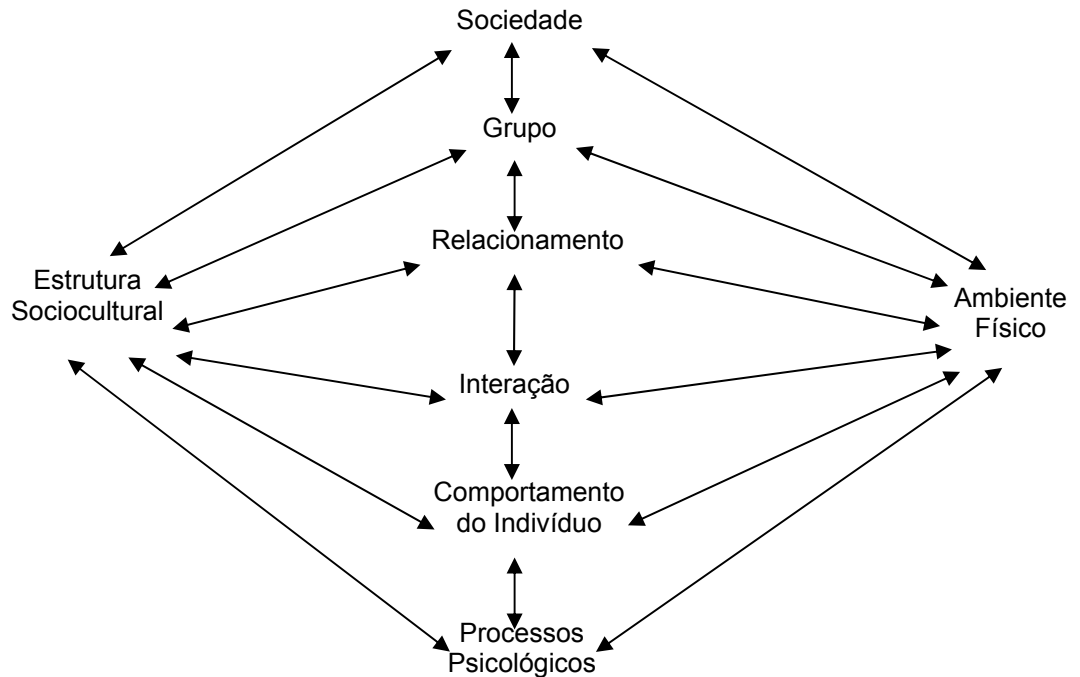 Sociedade
Grupo
Relacionamento
Estrutura
Sociocultural
Ambiente
Físico
Interação
Comportamento
do Indivíduo
Processos
Psicológicos